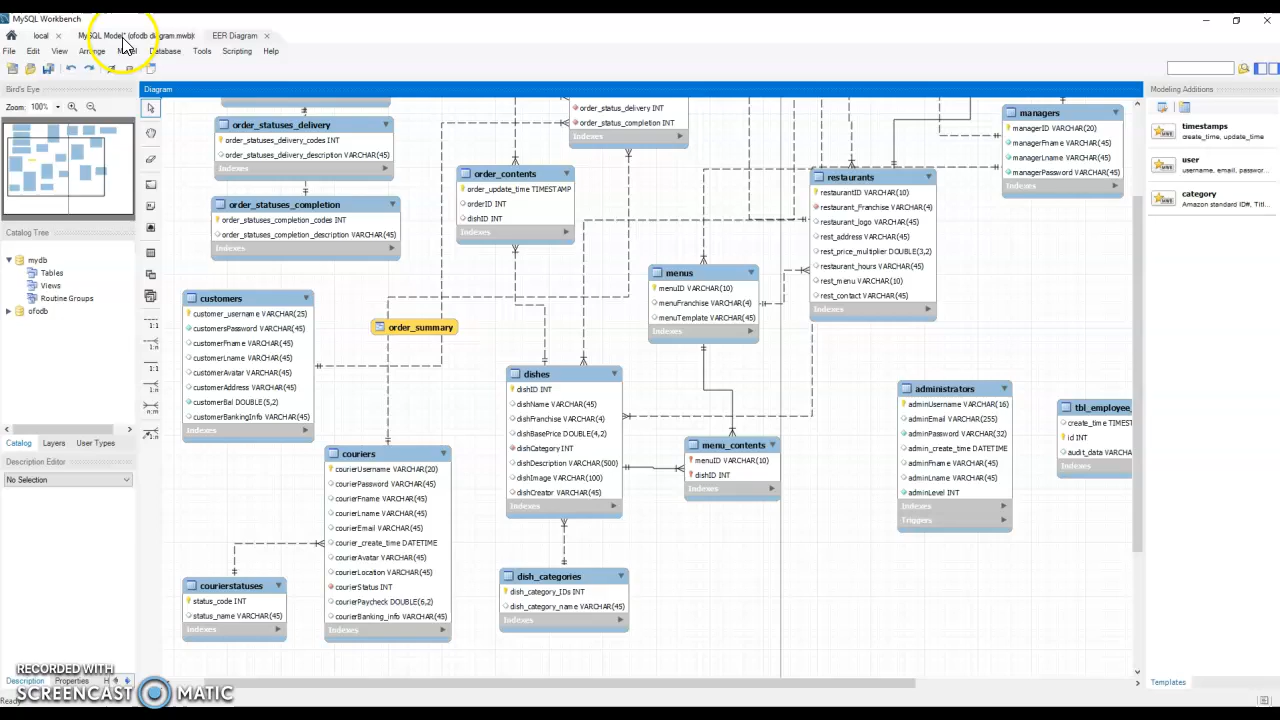 MySQL Workbench
local
MySQL Model* (ofodb diagram.mwb)
EER Diagram
File Edit View Arrange Model Database Tools Scripting Help
Bird's Eye
Zoom: 100%
Catalog Tree
mydb
Tables
Views
Routine Groups
ofodb
Catalog Layers User Types
Description Editor
No Selection
Description Properties H
Ready
Diagram
order_statuses_delivery
order_statuses_delivery_codes INT
order_statuses_delivery_description VARCHAR(45)
order_statuses_completion
order_statuses_completion_codes INT
order_statuses_completion_description VARCHAR(45)
Indexes
customers
customer_username VARCHAR(25)
customersPassword VARCHAR(45)
customerFname VARCHAR(45)
customerLname VARCHAR(45)
customerAvatar VARCHAR(45)
customerAddress VARCHAR(45)
customerBal DOUBLE(5,2)
customerBankingInfo VARCHAR(45)
Indexes
order_summary
couriers
courierUsername VARCHAR(20)
courierPassword VARCHAR(45)
courierFname VARCHAR(45)
courierLname VARCHAR(45)
courierEmail VARCHAR(45)
courier_create_time DATETIME
courierAvatar VARCHAR(45)
courierLocation VARCHAR(45)
courierStatus INT
courierPaycheck DOUBLE(6,2)
courierBanking_info VARCHAR(45)
Indexes
courierstatuses
status_code INT
status_name VARCHAR(45)
Indexes
order_contents
order_update_time TIMESTAMP
orderID INT
dishID INT
Indexes
order_status_delivery INT
order_status_completion INT
Indexes
menus
menuID VARCHAR(10)
menuFranchise VARCHAR(4)
menuTemplate VARCHAR(45)
Indexes
dishes
dishID INT
dishName VARCHAR(45)
dishFranchise VARCHAR(4)
dishBasePrice DOUBLE(4,2)
dishCategory INT
dishDescription VARCHAR(500)
dishImage VARCHAR(100)
dishCreator VARCHAR(45)
Indexes
dish_categories
dish_category_IDs INT
dish_category_name VARCHAR(45)
Indexes
menu_contents
menuID VARCHAR(10)
dishID INT
Indexes
restaurants
restaurantID VARCHAR(10)
restaurant_Franchise VARCHAR(4)
restaurant_logo VARCHAR(45)
rest_address VARCHAR(45)
rest_price_multiplier DOUBLE(3,2)
restaurant_hours VARCHAR(45)
rest_menu VARCHAR(10)
rest_contact VARCHAR(45)
Indexes
managers
managerID VARCHAR(20)
managerFname VARCHAR(45)
managerLname VARCHAR(45)
managerPassword VARCHAR(45)
Indexes
administrators
adminUsername VARCHAR(16)
adminEmail VARCHAR(255)
adminPassword VARCHAR(32)
admin_create_time DATETIME
adminFname VARCHAR(45)
adminLname VARCHAR(45)
adminLevel INT
Indexes
Triggers
tbl_employee_
create_time TIMEST
id INT
audit_data VARCHA
Indexes
Modeling Additions
timestamps
create_time, update_time
user
username, email, passwor...
category
Amazon standard ID#, Titl...
Templates
1:1
1:n
1:1
1:n
n:m
1:n
RECORDED WITH
SCREENCAST MATIC